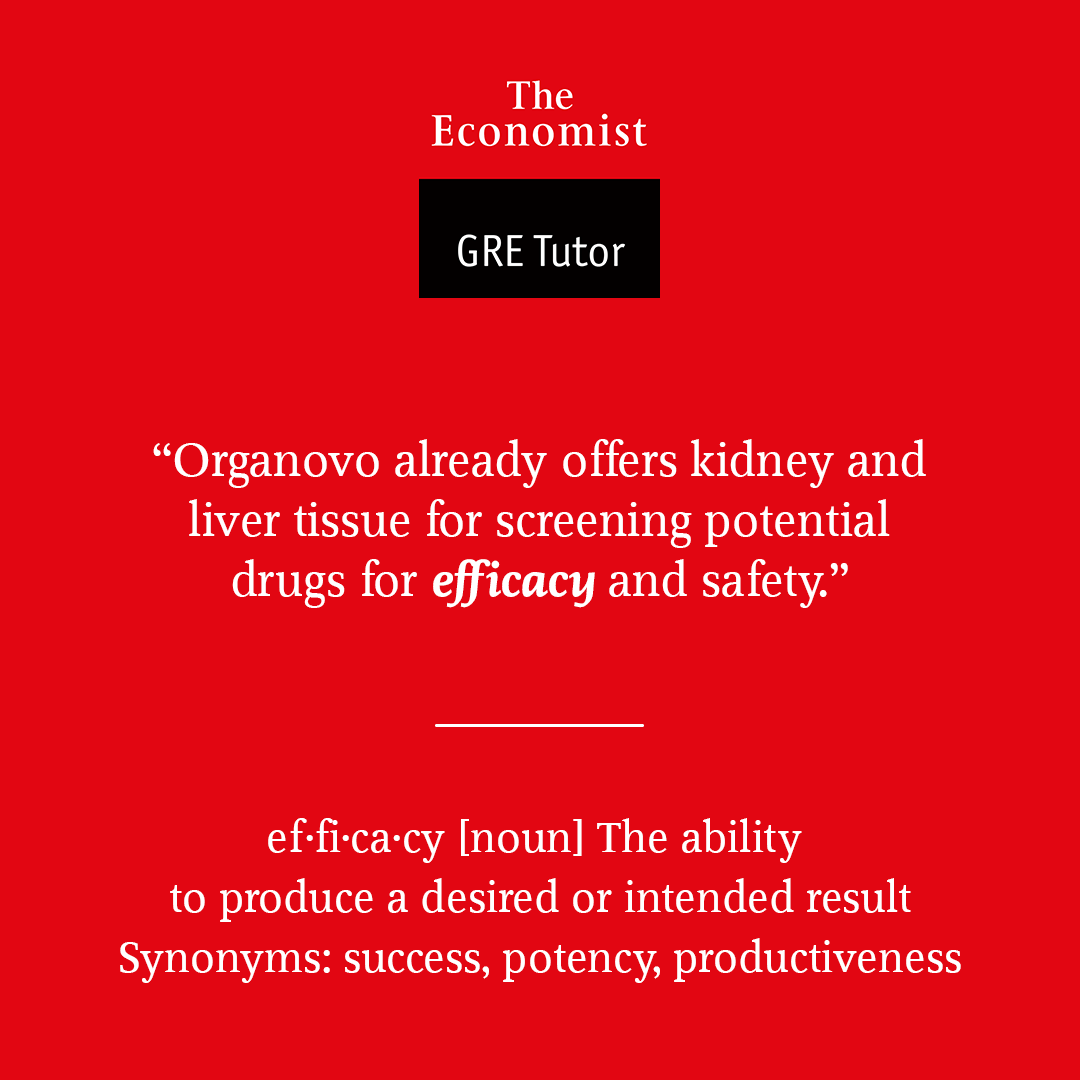 The
Economist
GRE Tutor
“Organovo already offers kidney and
liver tissue for screening potential
drugs for efficacy and safety.”
ef·fi·ca·cy [noun] The ability
to produce a desired or intended result
Synonyms: success, potency, productiveness